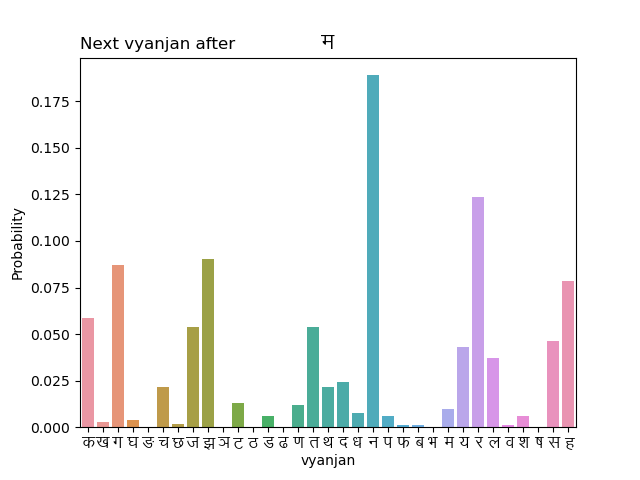 Next vyanjan after म
0.175
0.150
0.125
0.100
0.075
0.050
0.025
0.000
Probability
क ख ग घ ङ च छ ज झ ञ ट ठ ड ढ ण त थ द ध न प फ ब भ म य र ल व श ष स ह
vyanjan